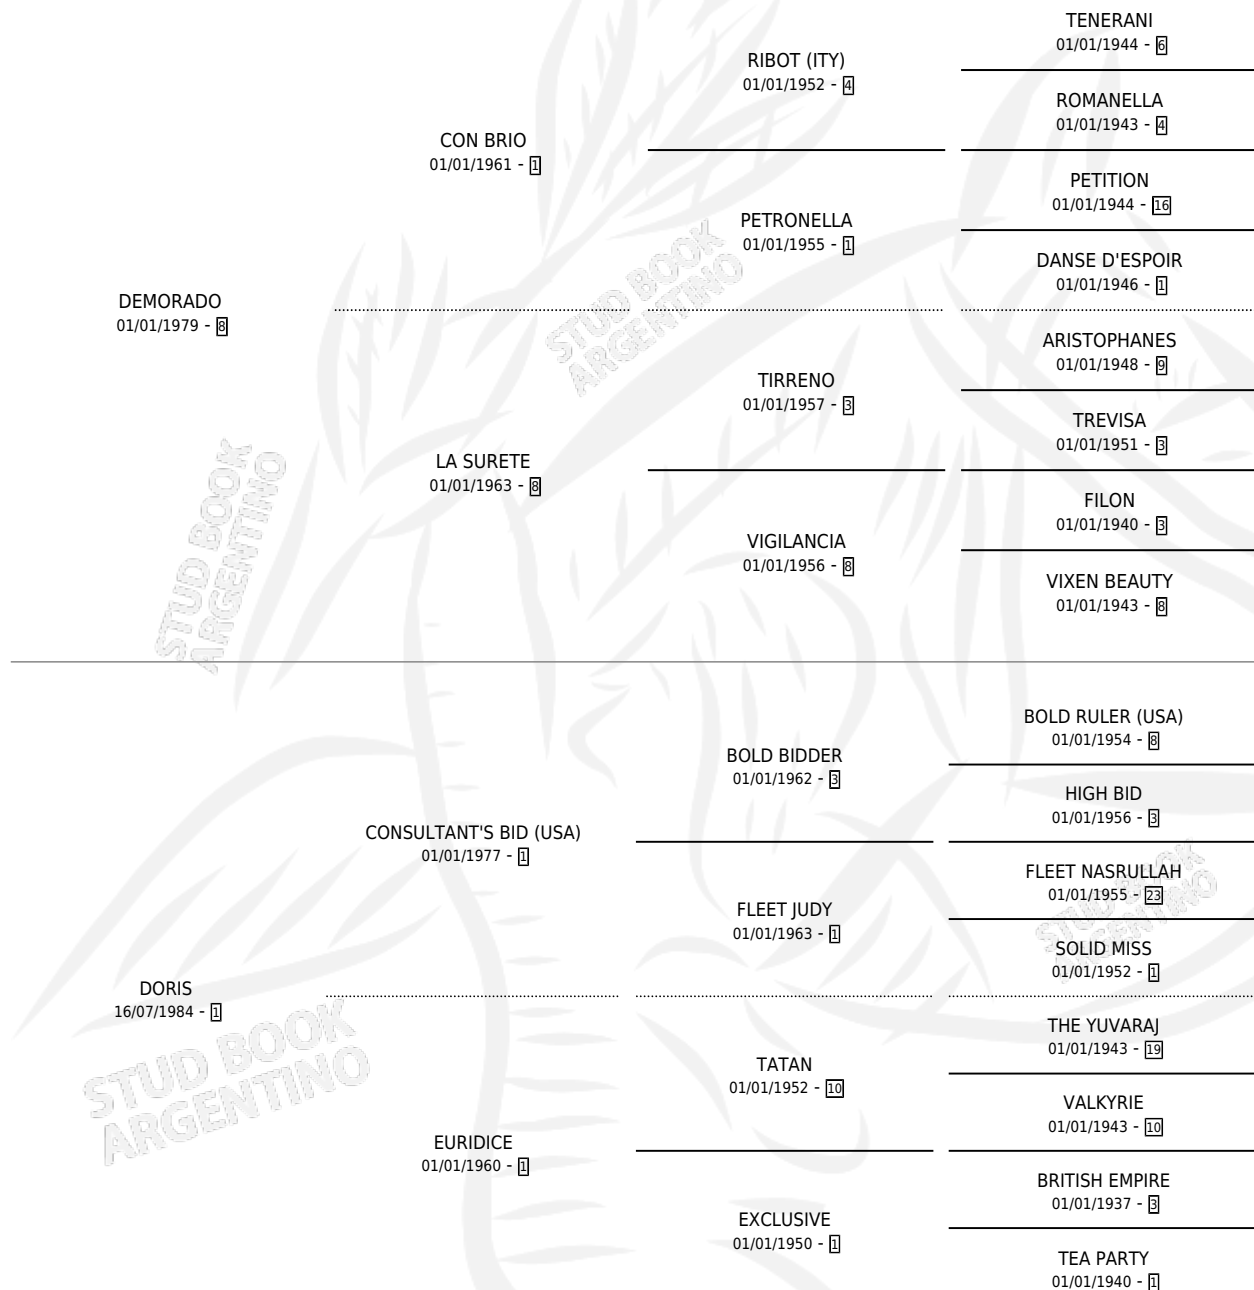 TENERANI
01/01/1944 - 6
RIBOT (ITY)
01/01/1952 - 4
ROMANELLA
01/01/1943 - 4
CON BRIO
01/01/1961 - 1
PETITION
01/01/1944 - 16
PETRONELLA
01/01/1955 - 1
DANSE D'ESPOIR
01/01/1946 - 1
DEMORADO
01/01/1979 - 8
STUD BOOK
ARGENTINO
ARISTOPHANES
01/01/1948 - 9
TIRRENO
01/01/1957 - 3
TREVISA
01/01/1951 - 3
LA SURETE
01/01/1963 - 8
FILON
01/01/1940 - 3
VIGILANCIA
01/01/1956 - 8
VIXEN BEAUTY
01/01/1943 - 8
STUD BOOK
ARGENTINO
BOLD RULER (USA)
01/01/1954 - 8
BOLD BIDDER
01/01/1962 - 3
HIGH BID
01/01/1956 - 3
CONSULTANT'S BID (USA)
01/01/1977 - 1
FLEET NASRULLAH
01/01/1955 - 23
FLEET JUDY
01/01/1963 - 1
STUD BOOK
ARGENTINO
SOLID MISS
01/01/1952 - 1
DORIS
16/07/1984 - 1
STUD BOOK
ARGENTINO
THE YUVARAJ
01/01/1943 - 19
TATAN
01/01/1952 - 10
VALKYRIE
01/01/1943 - 10
EURIDICE
01/01/1960 - 1
BRITISH EMPIRE
01/01/1937 - 3
EXCLUSIVE
01/01/1950 - 1
TEA PARTY
01/01/1940 - 1